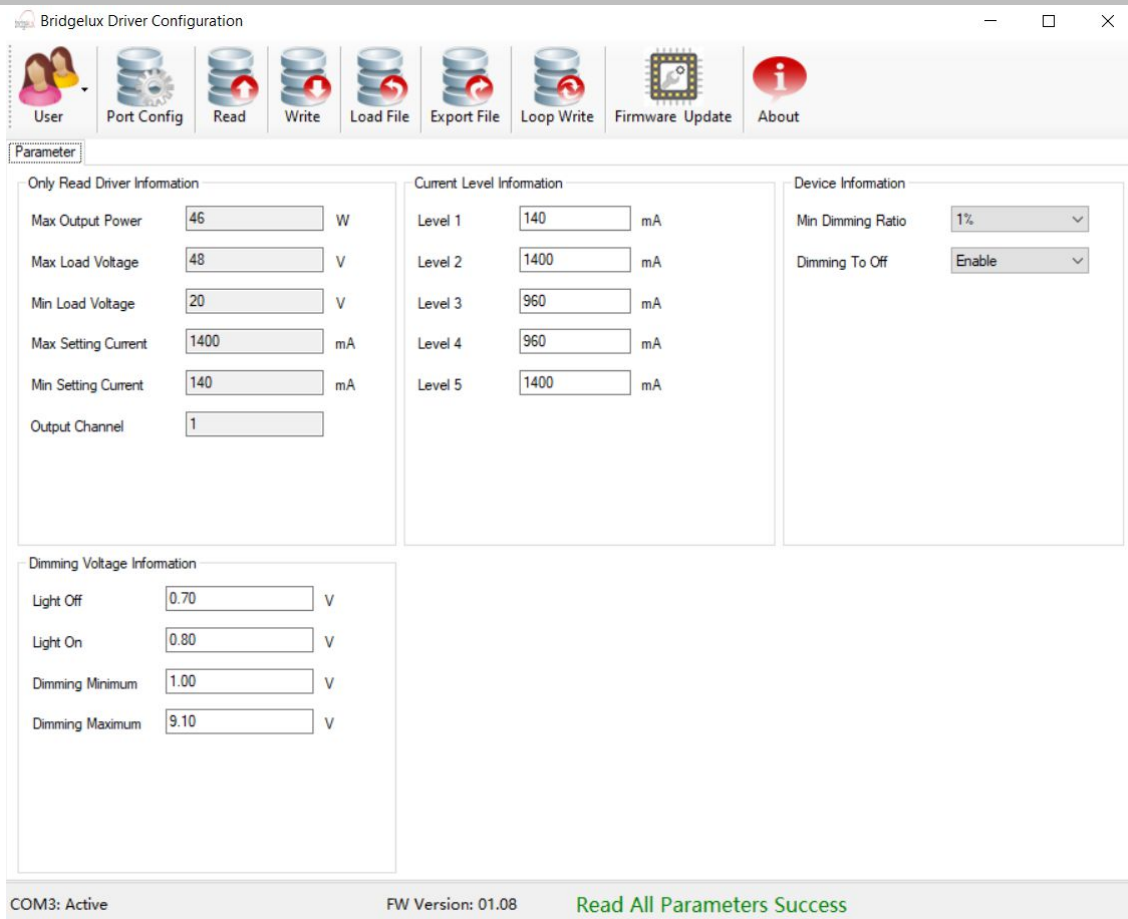 Bridgelux Driver Configuration
User Port Config Read Write Load File Export File Loop Write Firmware Update About
Parameter
Only Read Driver Information
Max Output Power 46 W
Max Load Voltage 48 V
Min Load Voltage 20 V
Max Setting Current 1400 mA
Min Setting Current 140 mA
Output Channel 1
Current Level Information
Level 1 140 mA
Level 2 1400 mA
Level 3 960 mA
Level 4 960 mA
Level 5 1400 mA
Device Information
Min Dimming Ratio 1%
Dimming To Off Enable
Dimming Voltage Information
Light Off 0.70 V
Light On 0.80 V
Dimming Minimum 1.00 V
Dimming Maximum 9.10 V
COM3: Active FW Version: 01.08 Read All Parameters Success